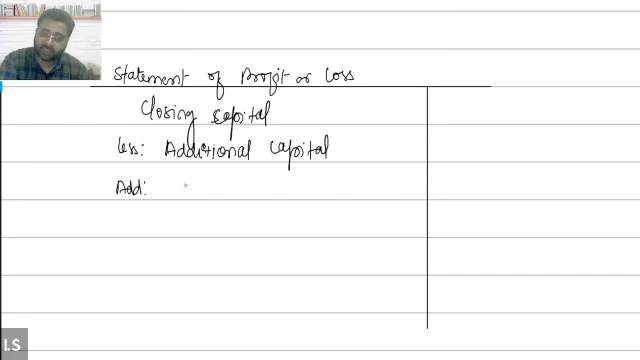 Statement of Profit or Loss
Closing Capital
Less: Additional Capital
Add:
I.S